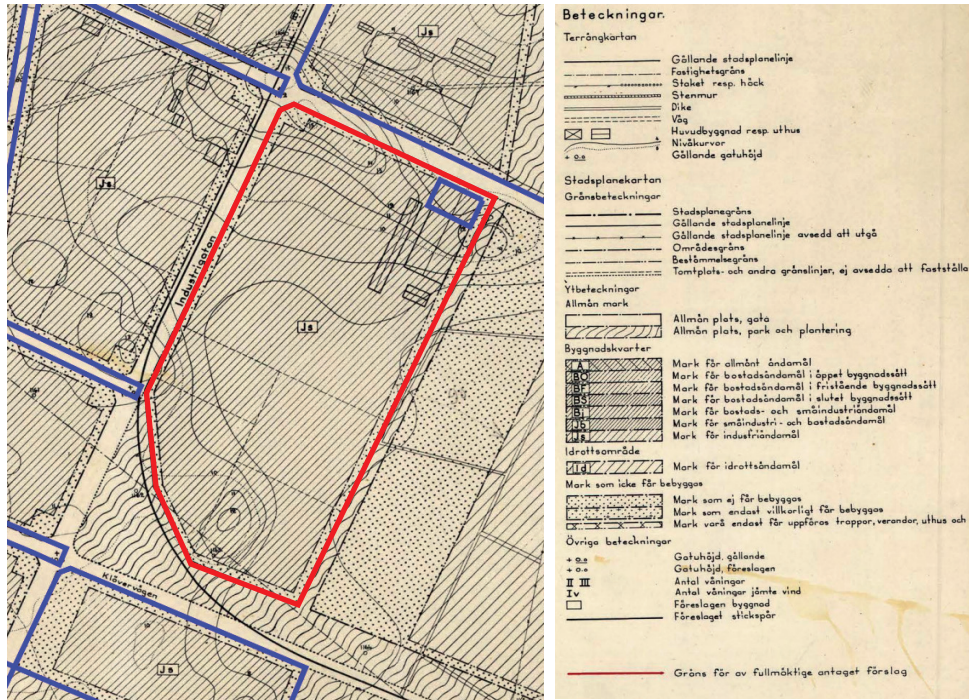 Js
Js
Industrigatan
Js
Klövervägen
Js
Beteckningar.
Terrängkartan
Gällande stadsplanelinje
Fastighetsgräns
Staket resp. häck
Stenmur
Dike
Väg
Huvudbyggnad resp. uthus
Nivåkurvor
+ 0.0 Gällande gatuhöjd
Stadsplanekartan
Gränsbeteckningar
Stadsplanegräns
Gällande stadsplanelinje
Gällande stadsplanelinje avsedd att utgå
Områdesgräns
Bestämmelsegräns
Tomtplats- och andra gränslinjer, ej avsedda att fastställa
Ytbeteckningar
Allmän mark
Allmän plats, gata
Allmän plats, park och plantering
Byggnadskvarter
A Mark för allmänt ändamål
BÖ Mark för bostadsändamål i öppet byggnadssätt
BF Mark för bostadsändamål i fristående byggnadssätt
BS Mark för bostadsändamål i slutet byggnadssätt
Bj Mark för bostads- och småindustriändamål
Jb Mark för småindustri- och bostadsändamål
Js Mark för industriändamål
Idrottsområde
Id Mark för idrottsändamål
Mark som icke får bebyggas
Mark som ej får bebyggas
Mark som endast villkorligt får bebyggas
Mark varå endast får uppföras trappor, verandor, uthus och
Övriga beteckningar
+ 0.0 Gatuhöjd, gällande
+ 0.0 Gatuhöjd, föreslagen
II III Antal våningar
Iv Antal våningar jämte vind
Föreslagen byggnad
Föreslaget stickspår
Gräns för av fullmäktige antaget förslag